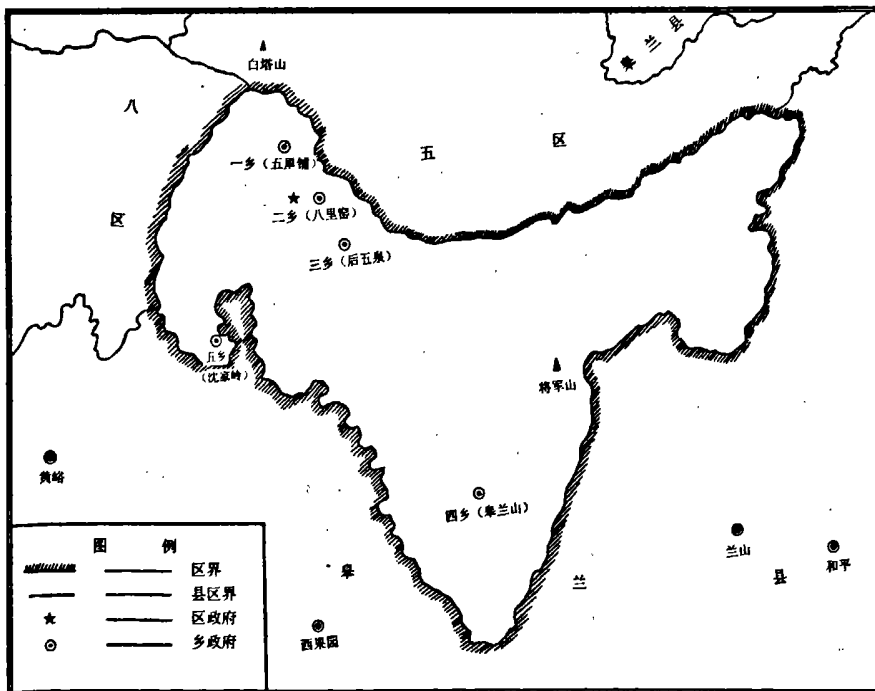 皋兰县
白塔山
八
区
五 区
一乡（五里铺）
二乡（八里窑）
三乡（后五泉）
五乡
（沈家岭）
将军山
黄峪
四乡（皋兰山）
兰山
和平
皋 兰 县
西果园
图 例
区界
县区界
区政府
乡政府